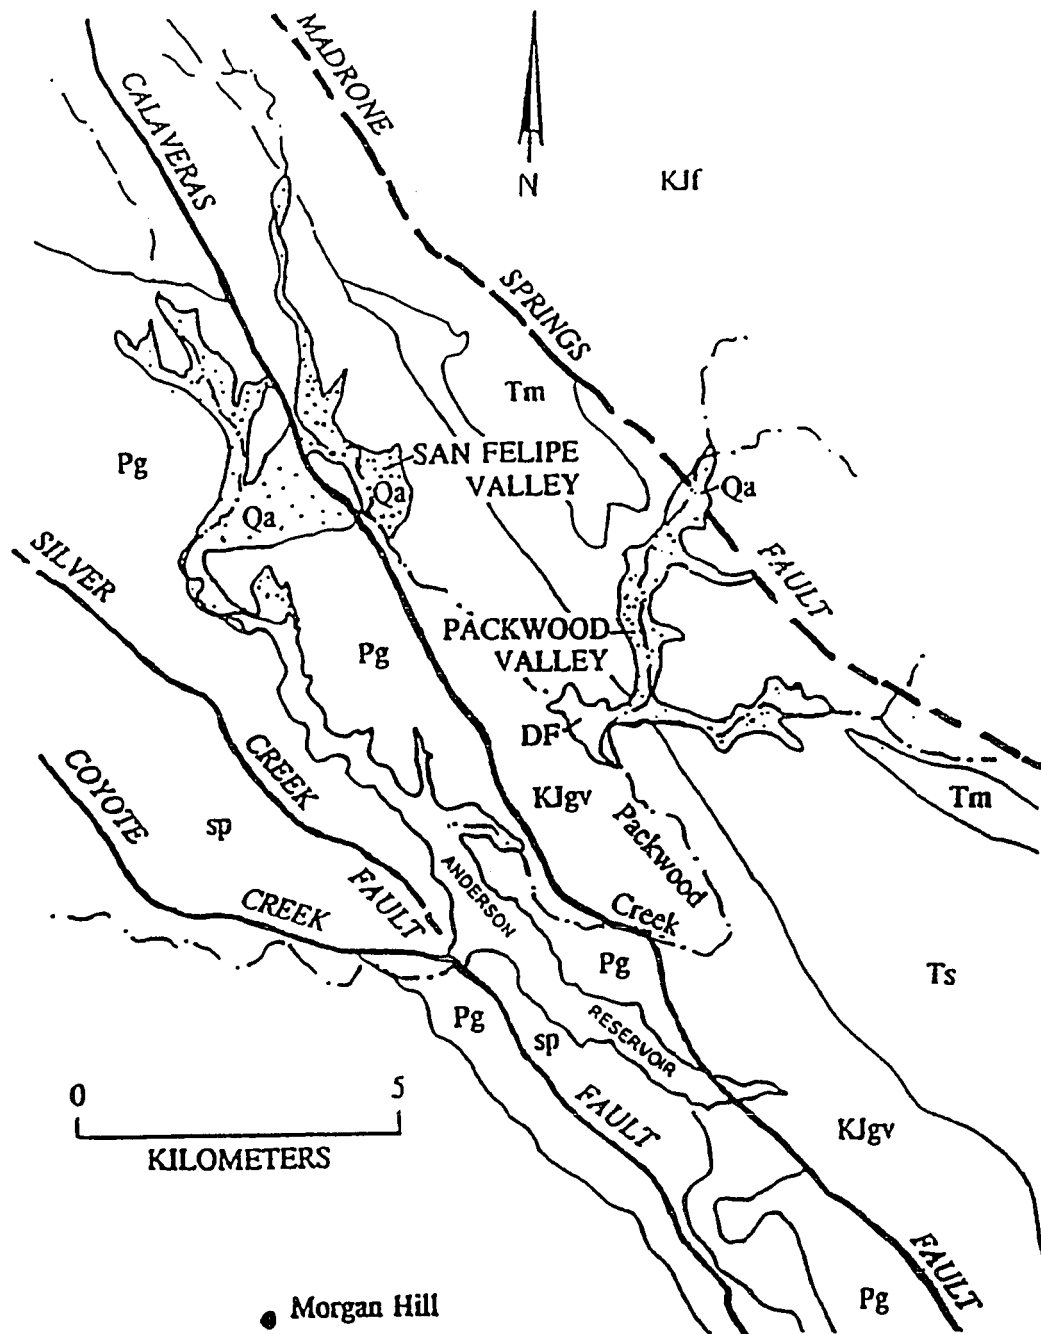 MADRONE
CALAVERAS
N
KJf
SPRINGS
Tm
Pg
SAN FELIPE
VALLEY
Qa
Qa
Qa
SILVER
FAULT
PACKWOOD
VALLEY
Pg
DF
CREEK
COYOTE
KJgv
Tm
sp
Packwood
ANDERSON
FAULT
CREEK
Creek
Pg
Ts
Pg
sp
RESERVOIR
0
5
KILOMETERS
FAULT
KJgv
FAULT
Pg
Morgan Hill